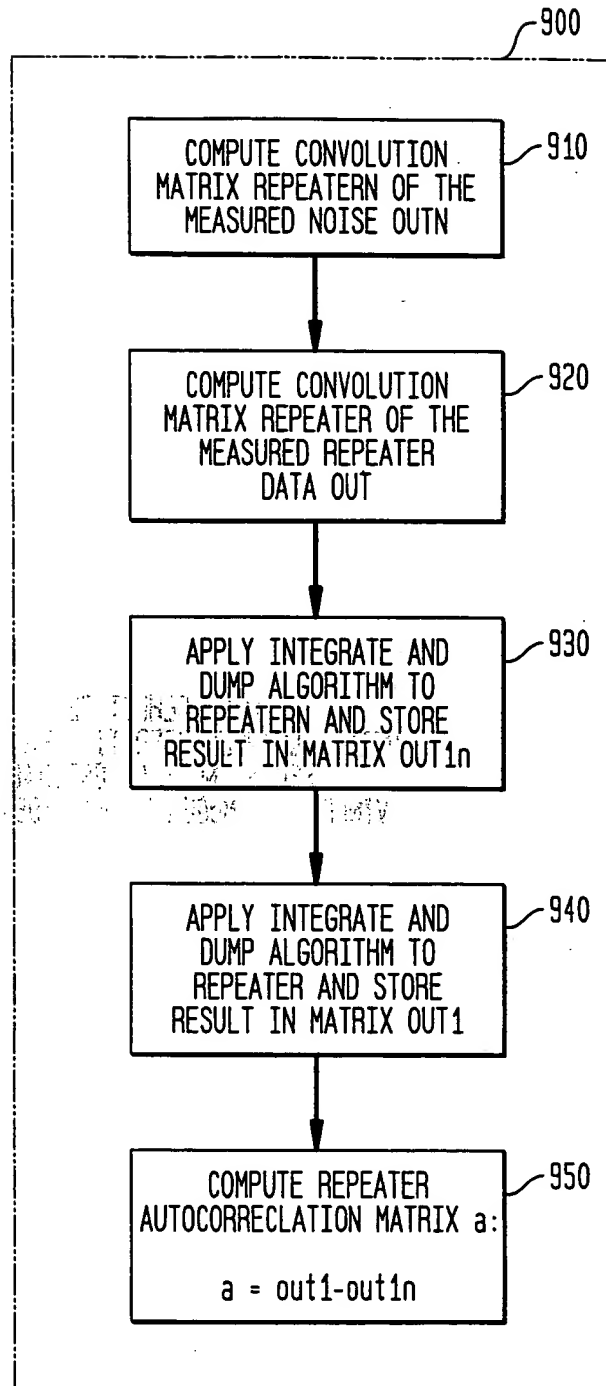 900
COMPUTE CONVOLUTION
MATRIX REPEATERN OF THE
MEASURED NOISE OUTN
910
COMPUTE CONVOLUTION
MATRIX REPEATER OF THE
MEASURED REPEATER
DATA OUT
920
APPLY INTEGRATE AND
DUMP ALGORITHM TO
REPEATERN AND STORE
RESULT IN MATRIX OUT1n
930
APPLY INTEGRATE AND
DUMP ALGORITHM TO
REPEATER AND STORE
RESULT IN MATRIX OUT1
940
COMPUTE REPEATER
AUTOCORRECLATION MATRIX a:
a = out1-out1n
950